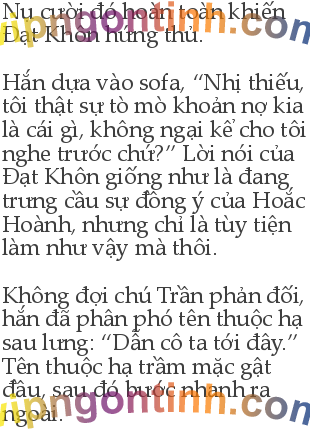 Nụ cười đó hoàn toàn khiến
Đạt Khôn hứng thú.
Hắn dựa vào sofa, “Nhị thiếu,
tôi thật sự tò mò khoản nợ kia
là cái gì, không ngại kể cho tôi
nghe trước chứ?” Lời nói của
Đạt Khôn giống như là đang
trưng cầu sự đồng ý của Hoắc
Hoành, nhưng chỉ là tùy tiện
làm như vậy mà thôi.
Không đợi chú Trần phản đối,
hắn đã phân phó tên thuộc hạ
sau lưng: “Dẫn cô ta tới đây.”
Tên thuộc hạ trầm mặc gật
đầu, sau đó bước nhanh ra
ngoài.